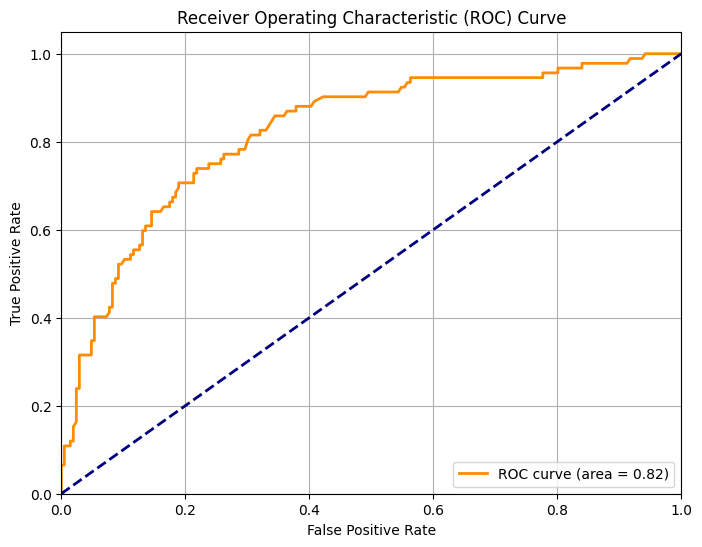 Receiver Operating Characteristic (ROC) Curve
True Positive Rate
1.0
0.8
0.6
0.4
0.2
0.0
ROC curve (area = 0.82)
0.0 0.2 0.4 0.6 0.8 1.0
False Positive Rate